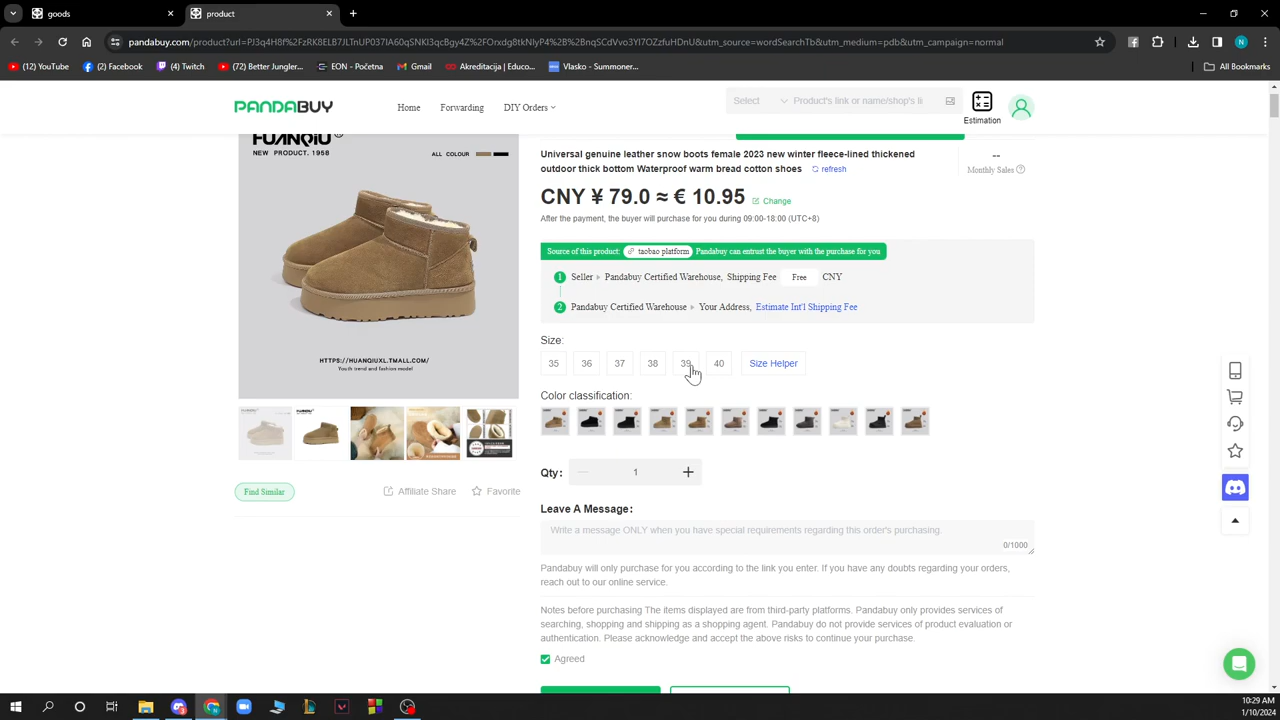 goods
product
pandabuy.com/product?url=PJ3q4H8f%2FzRK8ELB7JLTnUP037IA60qSNKI3qcBgy4Z%2FOrxdg8tkNlyP4%2B%2BnqSCdVvo3YI7OZzfuHDnU&utm_source=wordSearchTb&utm_medium=pdb&utm_campaign=normal
(12) YouTube
(2) Facebook
(4) Twitch
(72) Better Jungler...
EON - Početna
Gmail
Akreditacija | Educo...
Vlasko - Summoner...
All Bookmarks
PANDABUY
Home
Forwarding
DIY Orders
Select
Product's link or name/shop's li
Estimation
FUANQIU®
NEW PRODUCT. 1958
ALL COLOUR
HTTPS://HUANQIUXL.TMALL.COM/
Youth trend and fashion model
Find Similar
Affiliate Share
Favorite
Universal genuine leather snow boots female 2023 new winter fleece-lined thickened
outdoor thick bottom Waterproof warm bread cotton shoes refresh
--
Monthly Sales
CNY ¥ 79.0 ≈ € 10.95 Change
After the payment, the buyer will purchase for you during 09:00-18:00 (UTC+8)
Source of this product: taobao platform Pandabuy can entrust the buyer with the purchase for you
1 Seller Pandabuy Certified Warehouse, Shipping Fee Free CNY
2 Pandabuy Certified Warehouse Your Address, Estimate Int'l Shipping Fee
Size:
35 36 37 38 39 40 Size Helper
Color classification:
Qty: 1
Leave A Message:
Write a message ONLY when you have special requirements regarding this order's purchasing.
0/1000
Pandabuy will only purchase for you according to the link you enter. If you have any doubts regarding your orders,
reach out to our online service.
Notes before purchasing The items displayed are from third-party platforms. Pandabuy only provides services of
searching, shopping and shipping as a shopping agent. Pandabuy do not provide services of product evaluation or
authentication. Please acknowledge and accept the above risks to continue your purchase.
Agreed
10:29 AM
1/10/2024